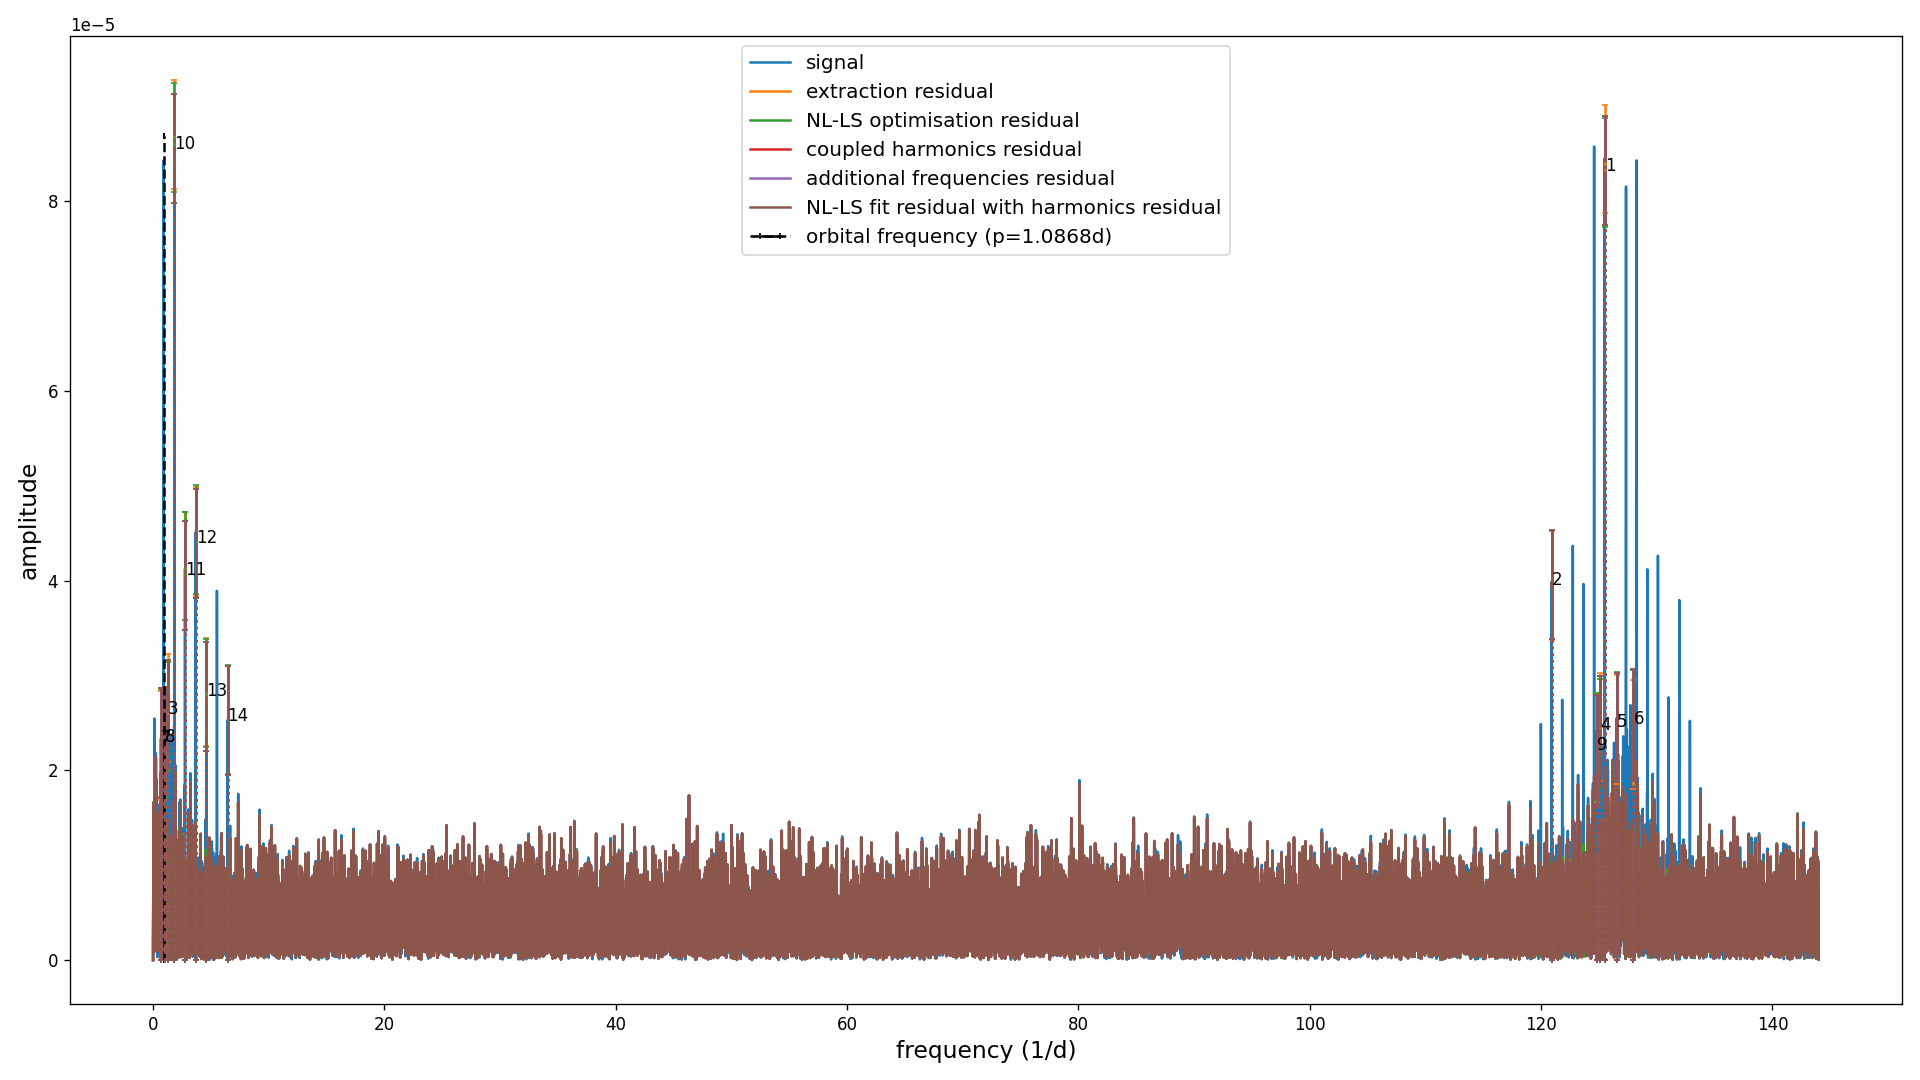 1e−5
signal
extraction residual
NL-LS optimisation residual
coupled harmonics residual
additional frequencies residual
NL-LS fit residual with harmonics residual
orbital frequency (p=1.0868d)
10
1
12
11
2
13
3
14
8
4
5
6
9
8
6
4
2
0
amplitude
0
20
40
60
80
100
120
140
frequency (1/d)